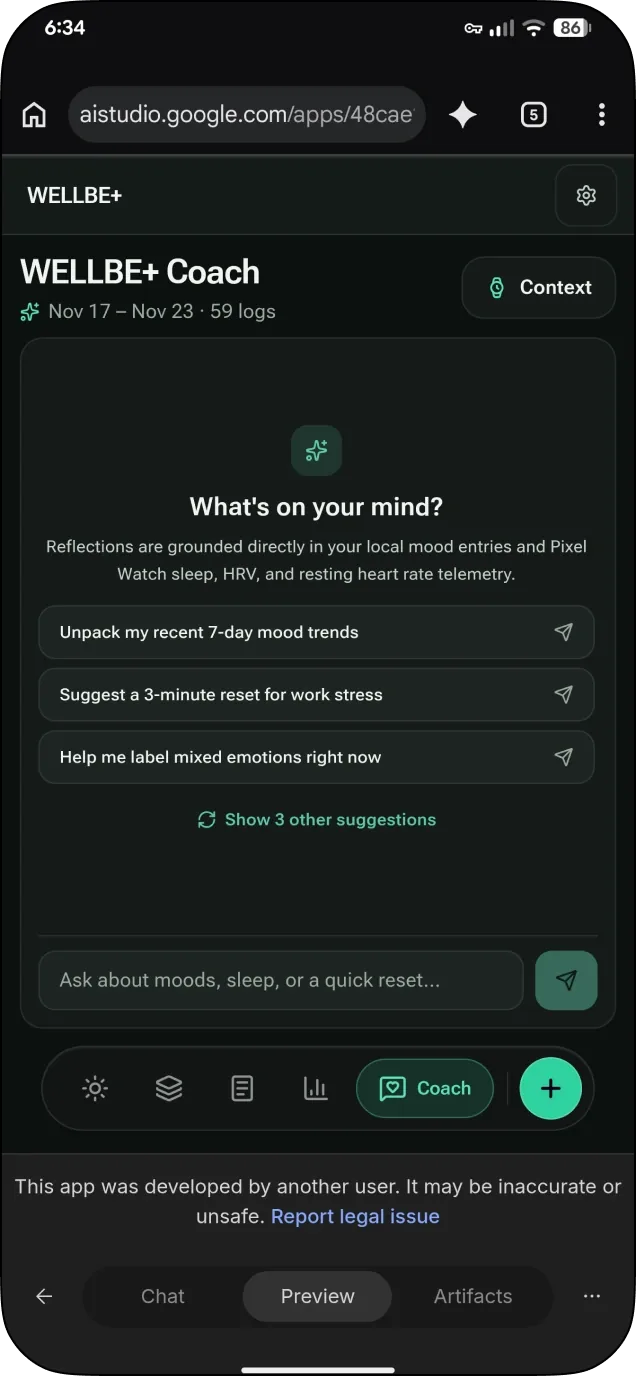 6:34
86
aistudio.google.com/apps/48cae
5
WELLBE+
WELLBE+ Coach
Nov 17 – Nov 23 · 59 logs
Context
What's on your mind?
Reflections are grounded directly in your local mood entries and Pixel
Watch sleep, HRV, and resting heart rate telemetry.
Unpack my recent 7-day mood trends
Suggest a 3-minute reset for work stress
Help me label mixed emotions right now
Show 3 other suggestions
Ask about moods, sleep, or a quick reset...
Coach
This app was developed by another user. It may be inaccurate or
unsafe. Report legal issue
Chat
Preview
Artifacts